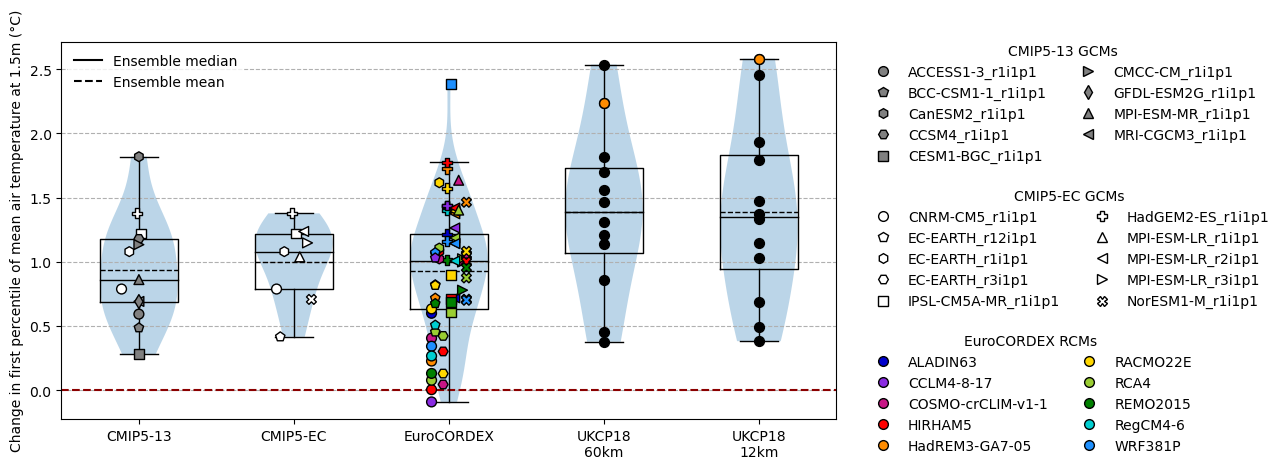 Change in first percentile of mean air temperature at 1.5m (°C)
Ensemble median
Ensemble mean
2.5
2.0
1.5
1.0
0.5
0.0
CMIP5-13
CMIP5-EC
EuroCORDEX
UKCP18
60km
UKCP18
12km
CMIP5-13 GCMs
ACCESS1-3_r1i1p1
BCC-CSM1-1_r1i1p1
CanESM2_r1i1p1
CCSM4_r1i1p1
CESM1-BGC_r1i1p1
CMCC-CM_r1i1p1
GFDL-ESM2G_r1i1p1
MPI-ESM-MR_r1i1p1
MRI-CGCM3_r1i1p1
CMIP5-EC GCMs
CNRM-CM5_r1i1p1
EC-EARTH_r12i1p1
EC-EARTH_r1i1p1
EC-EARTH_r3i1p1
IPSL-CM5A-MR_r1i1p1
HadGEM2-ES_r1i1p1
MPI-ESM-LR_r1i1p1
MPI-ESM-LR_r2i1p1
MPI-ESM-LR_r3i1p1
NorESM1-M_r1i1p1
EuroCORDEX RCMs
ALADIN63
CCLM4-8-17
COSMO-crCLIM-v1-1
HIRHAM5
HadREM3-GA7-05
RACMO22E
RCA4
REMO2015
RegCM4-6
WRF381P